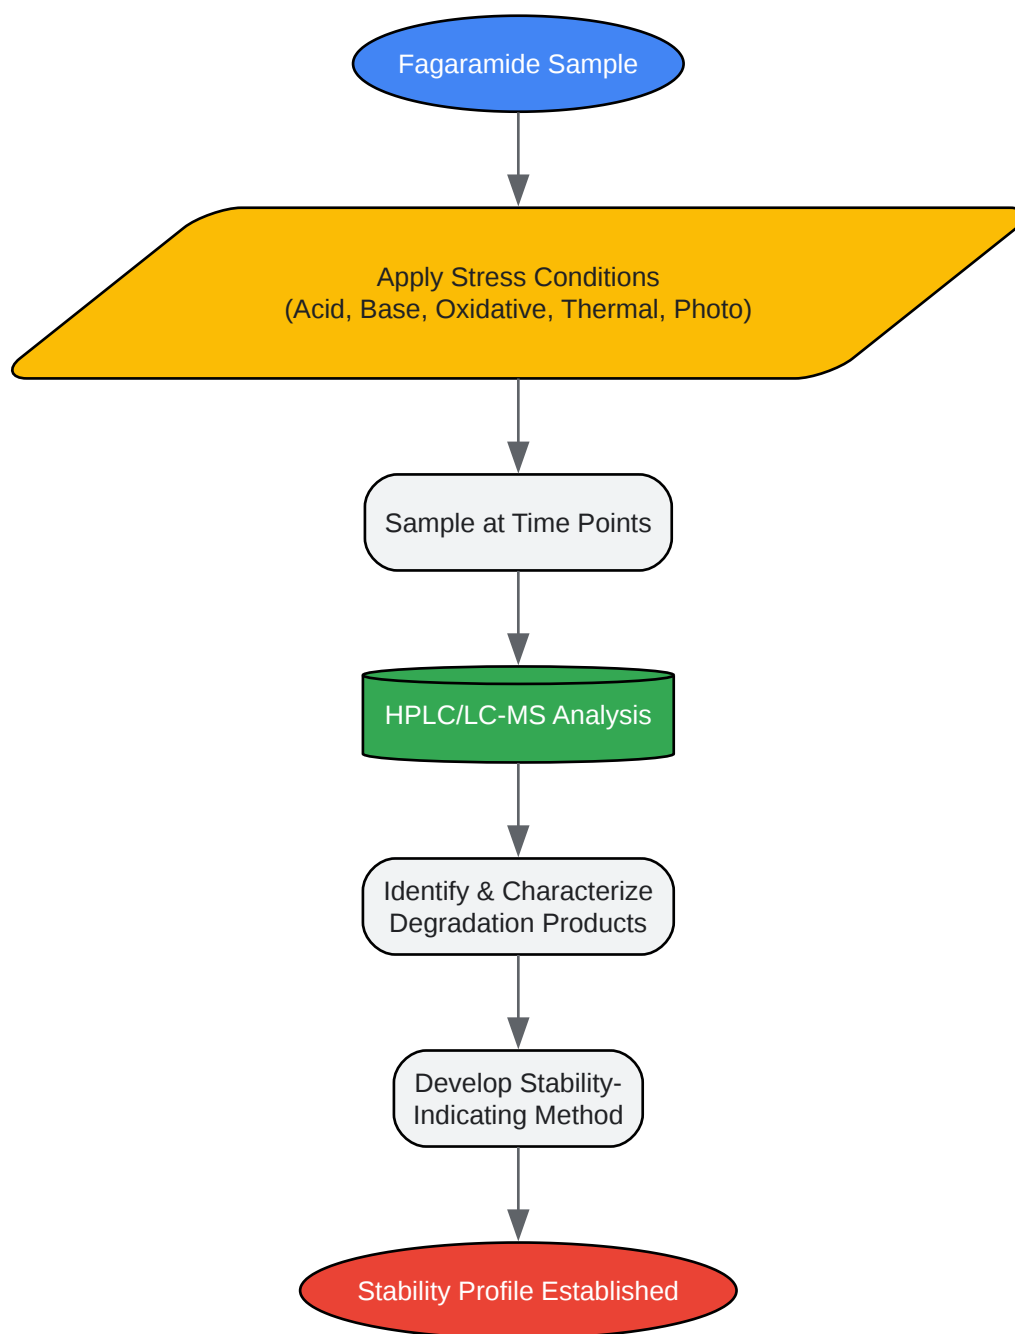 Fagaramide Sample
Apply Stress Conditions
(Acid, Base, Oxidative, Thermal, Photo)
Sample at Time Points
HPLC/LC-MS Analysis
Identify & Characterize
Degradation Products
Develop Stability-
Indicating Method
Stability Profile Established